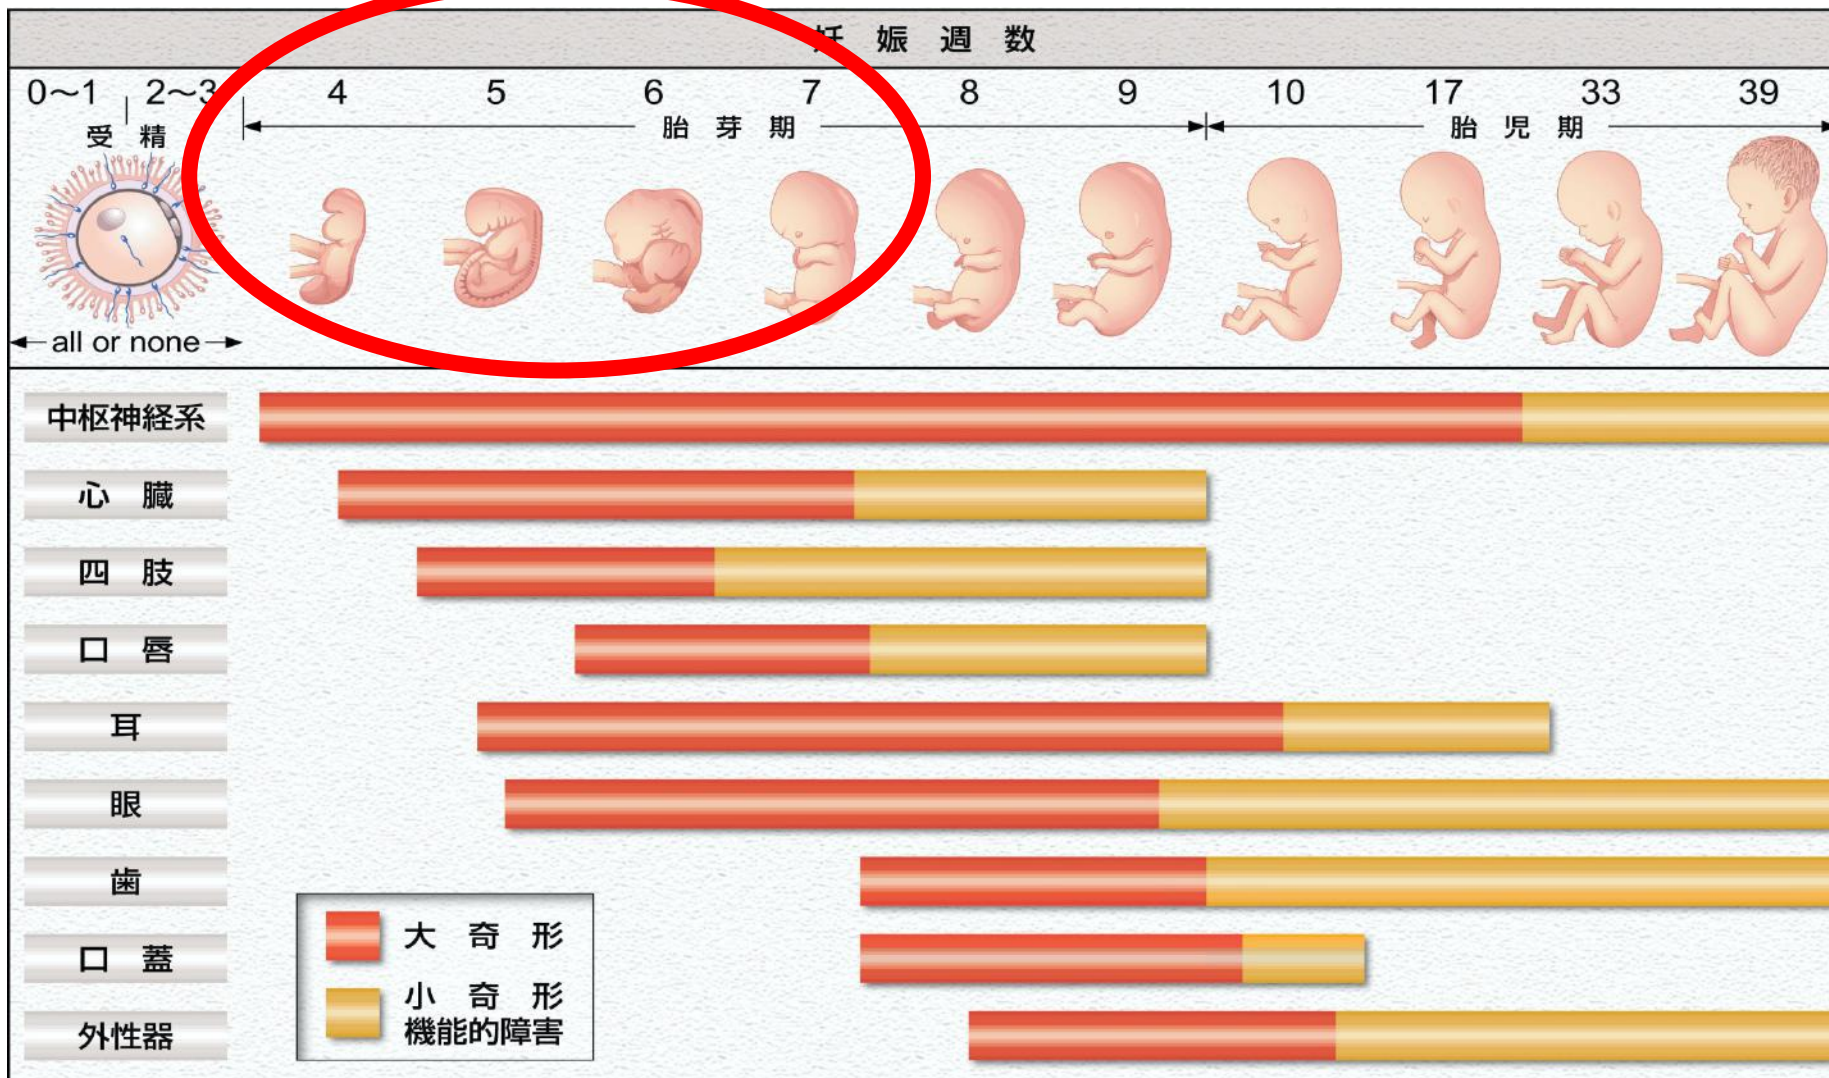 妊娠週数
0〜1 2〜3 4 5 6 7 8 9 10 17 33 39
受精 胎芽期 胎児期
all or none
中枢神経系
心臓
四肢
口唇
耳
眼
歯
口蓋
外性器
大奇形
小奇形
機能的障害